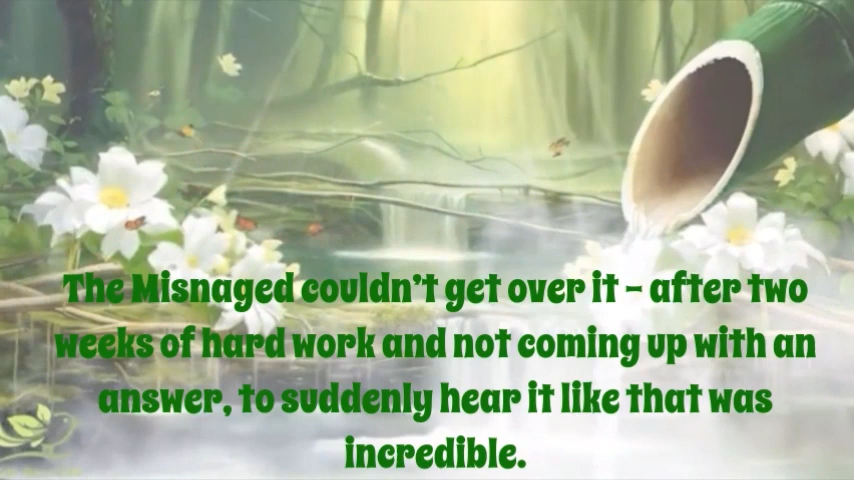 The Misnaged couldn't get over it – after two
weeks of hard work and not coming up with an
answer, to suddenly hear it like that was
incredible.